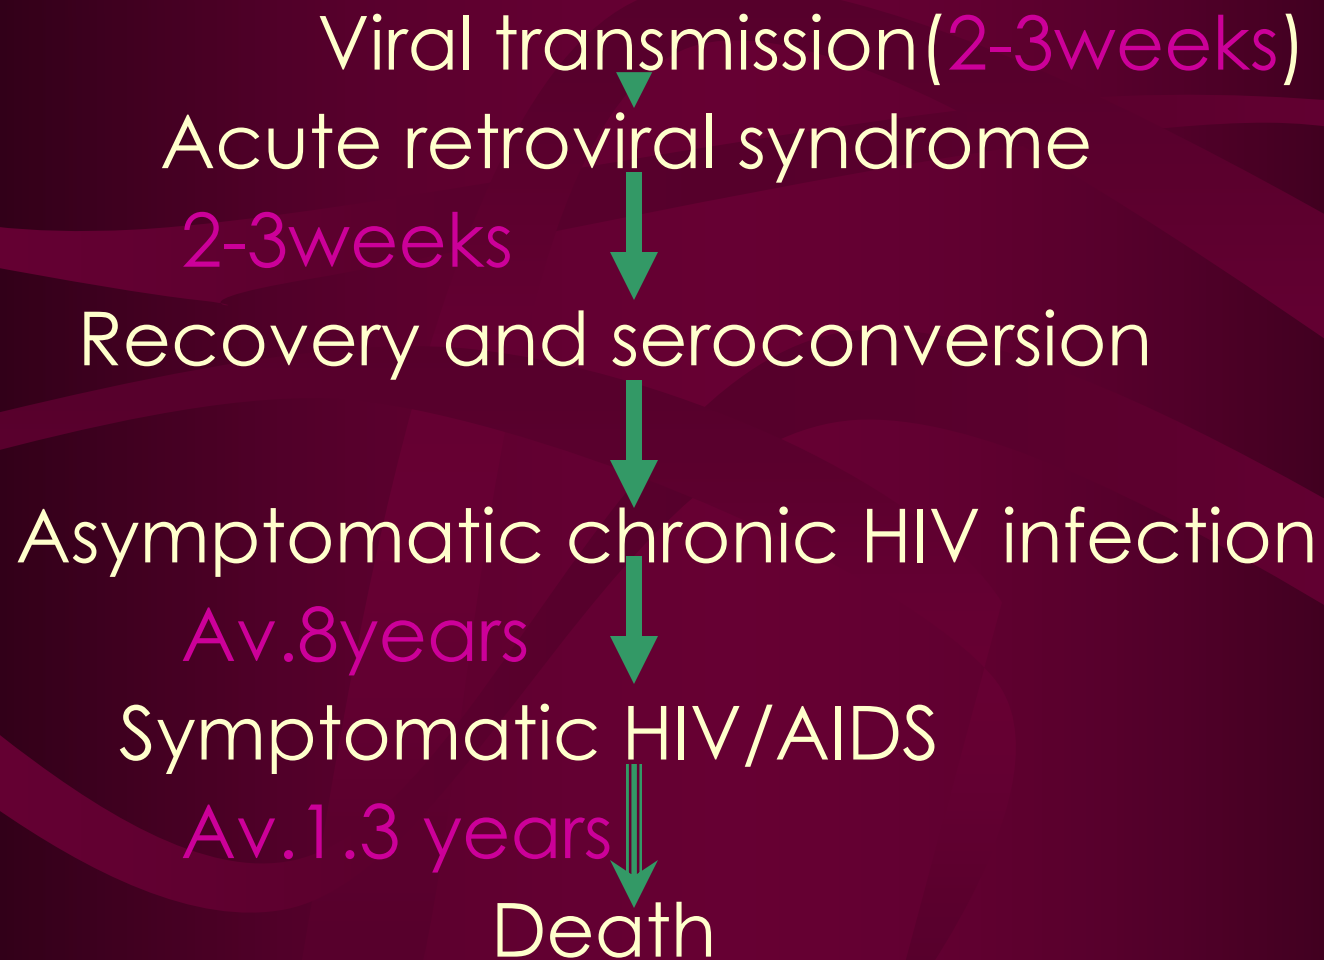 Viral transmission(2-3weeks)
Acute retroviral syndrome
2-3weeks
Recovery and seroconversion
Asymptomatic chronic HIV infection
Av.8years
Symptomatic HIV/AIDS
Av.1.3 years
Death